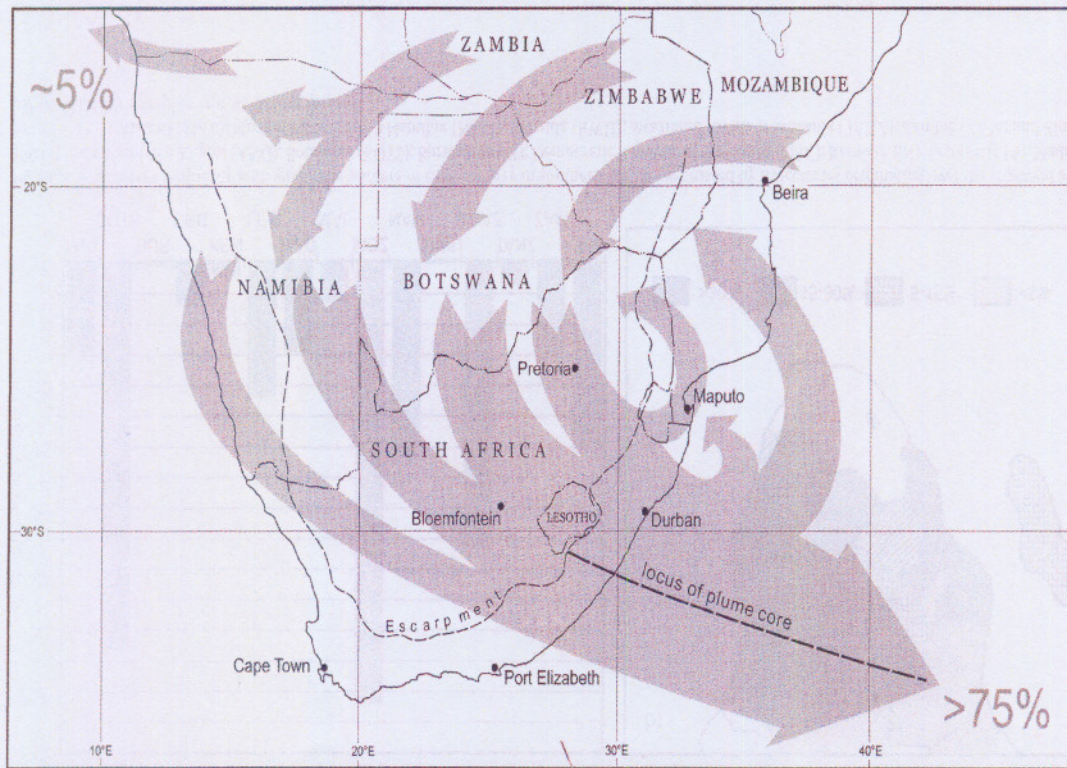 ZAMBIA
~5%
ZIMBABWE
MOZAMBIQUE
20°S
Beira
NAMIBIA
BOTSWANA
Pretoria
Maputo
SOUTH AFRICA
Bloemfontein
LESOTHO
Durban
30°S
locus of plume core
Escarpment
Cape Town
Port Elizabeth
>75%
10°E
20°E
30°E
40°E